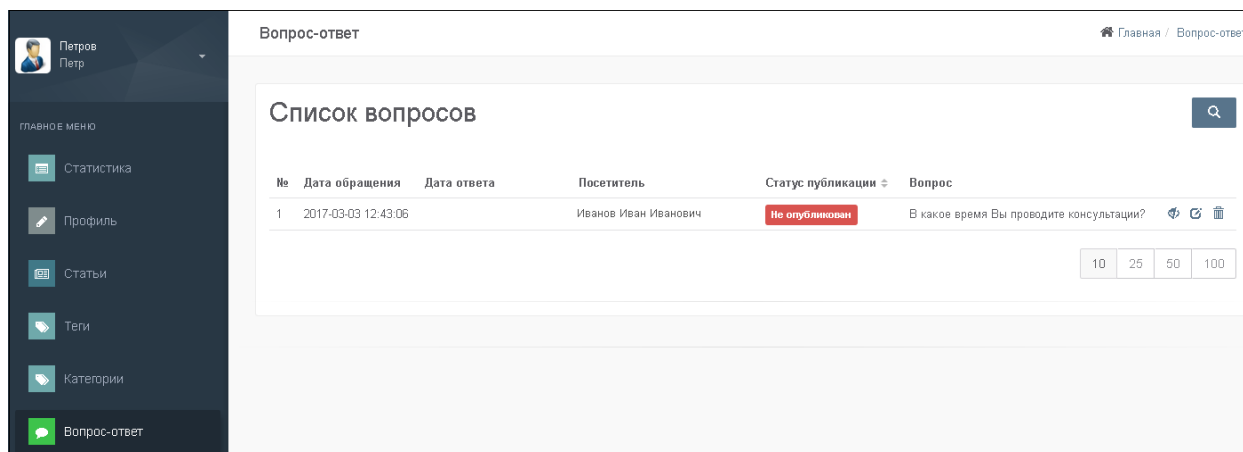 Петров
Петр
ГЛАВНОЕ МЕНЮ
Статистика
Профиль
Статьи
Теги
Категории
Вопрос-ответ
Вопрос-ответ
Главная / Вопрос-ответ
Список вопросов
№ Дата обращения Дата ответа Посетитель Статус публикации Вопрос
1 2017-03-03 12:43:06 Иванов Иван Иванович Не опубликован В какое время Вы проводите консультации?
10 25 50 100